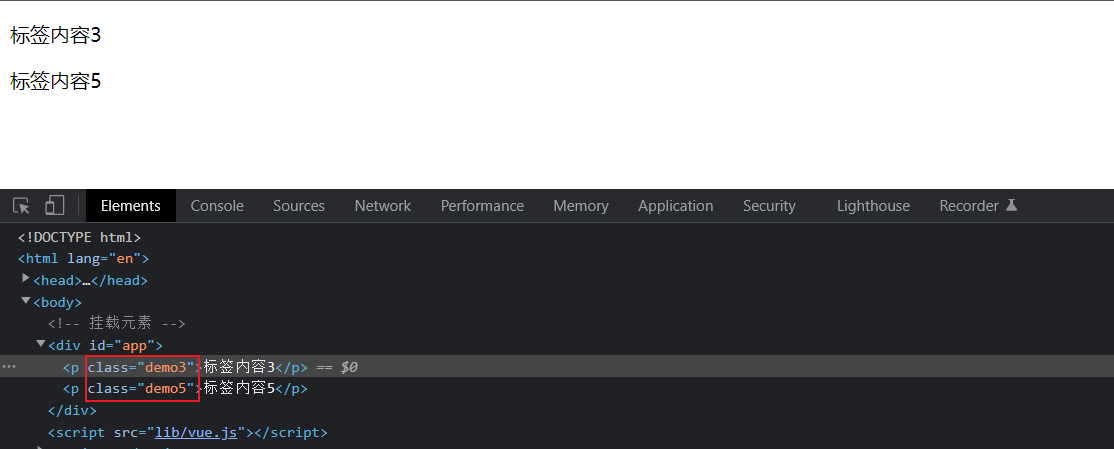 标签内容3
标签内容5
Elements Console Sources Network Performance Memory Application Security Lighthouse Recorder
<!DOCTYPE html>
<html lang="en">
<head>…</head>
<body>
<!-- 挂载元素 -->
<div id="app">
<p class="demo3">标签内容3</p> == $0
<p class="demo5">标签内容5</p>
</div>
<script src="lib/vue.js"></script>